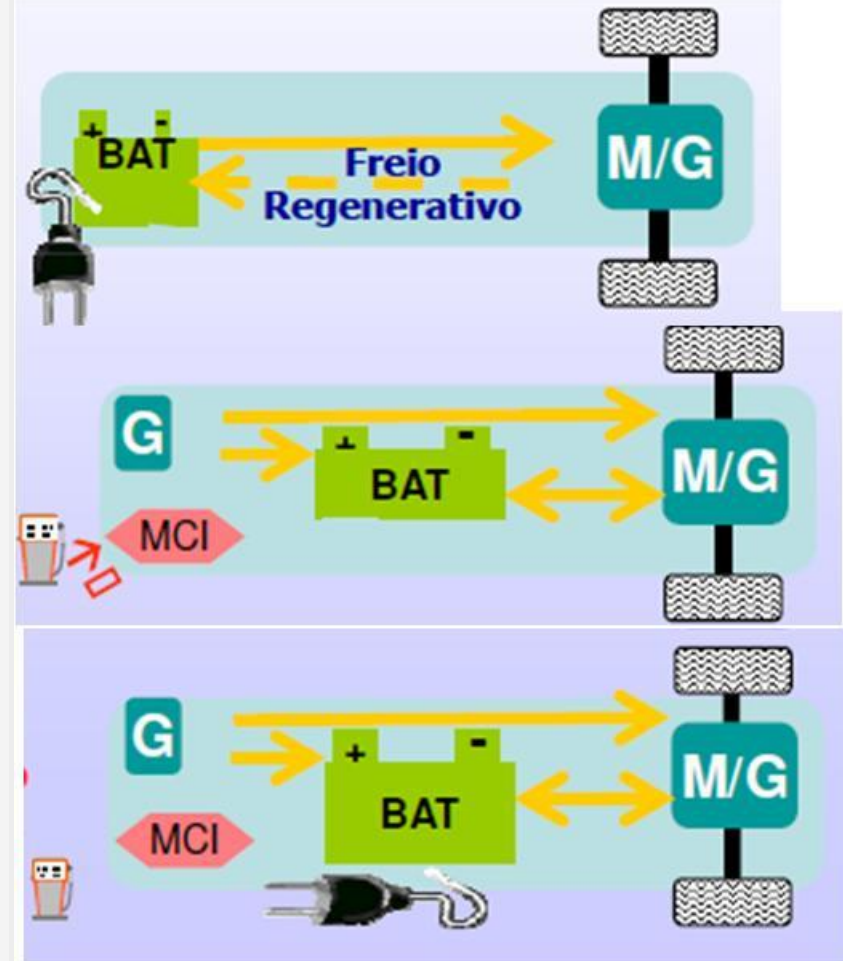 + -
BAT
Freio
Regenerativo
M/G
G
+ -
BAT
M/G
MCI
G
+ -
M/G
BAT
MCI